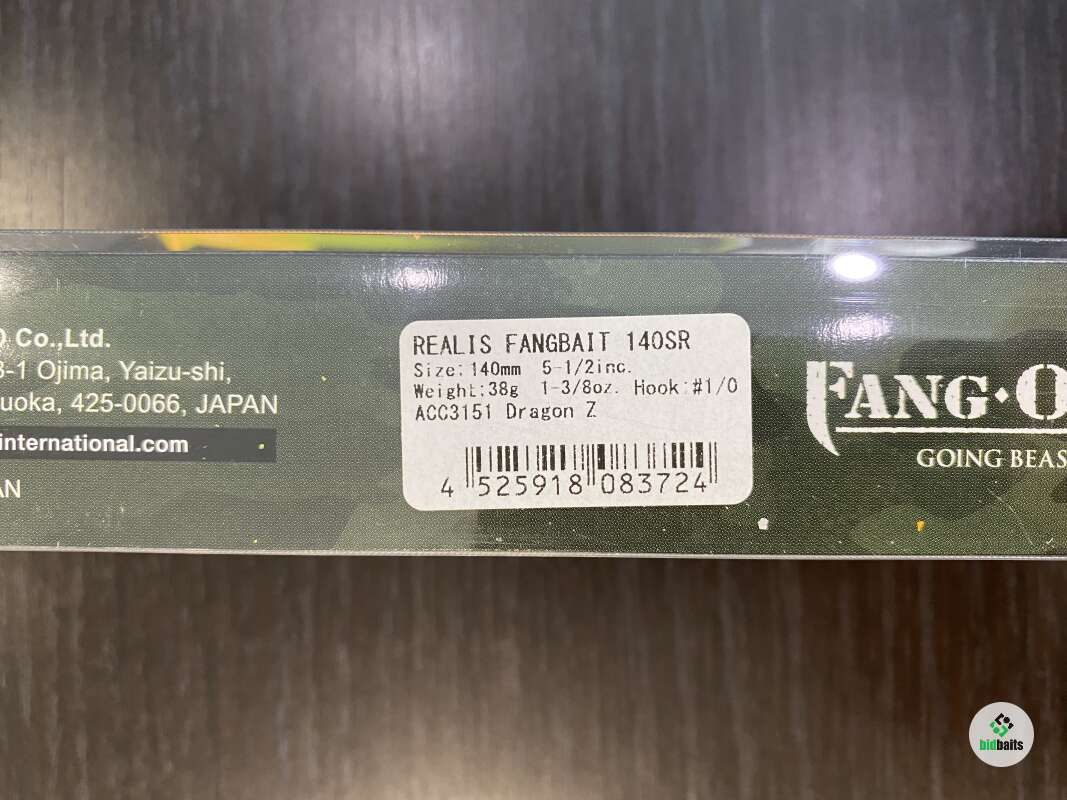 Co.,Ltd.
3-1 Ojima, Yaizu-shi,
uoka, 425-0066, JAPAN
international.com
AN
REALIS FANGBAIT 140SR
Size:140mm 5-1/2inc.
Weight:38g 1-3/8oz. Hook:#1/0
ACC3151 Dragon Z
4 525918 083724
FANG·O
GOING BEAS
bidbaits